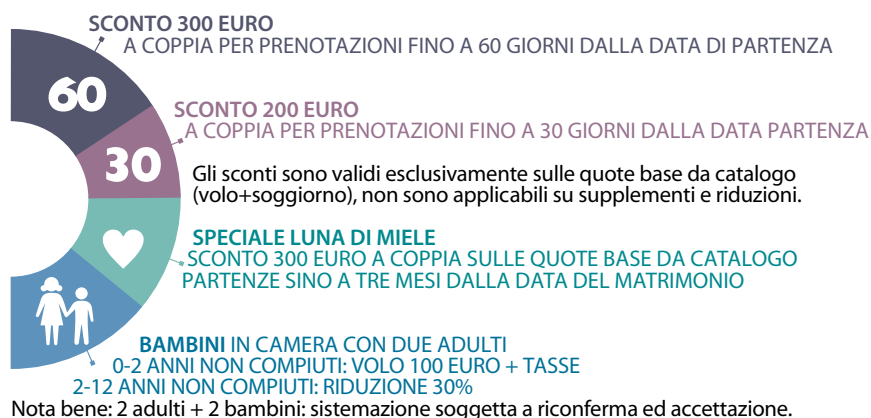 SCONTO 300 EURO
A COPPIA PER PRENOTAZIONI FINO A 60 GIORNI DALLA DATA DI PARTENZA
60
SCONTO 200 EURO
A COPPIA PER PRENOTAZIONI FINO A 30 GIORNI DALLA DATA PARTENZA
30
Gli sconti sono validi esclusivamente sulle quote base da catalogo
(volo+soggiorno), non sono applicabili su supplementi e riduzioni.
SPECIALE LUNA DI MIELE
SCONTO 300 EURO A COPPIA SULLE QUOTE BASE DA CATALOGO
PARTENZE SINO A TRE MESI DALLA DATA DEL MATRIMONIO
BAMBINI IN CAMERA CON DUE ADULTI
0-2 ANNI NON COMPIUTI: VOLO 100 EURO + TASSE
2-12 ANNI NON COMPIUTI: RIDUZIONE 30%
Nota bene: 2 adulti + 2 bambini: sistemazione soggetta a riconferma ed accettazione.